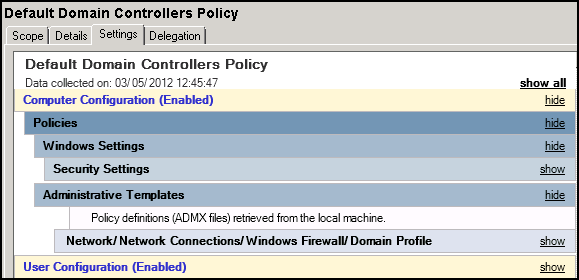 Default Domain Controllers Policy
Scope Details Settings Delegation
Default Domain Controllers Policy
Data collected on: 03/05/2012 12:45:47 show all
Computer Configuration (Enabled) hide
Policies hide
Windows Settings hide
Security Settings show
Administrative Templates hide
Policy definitions (ADMX files) retrieved from the local machine.
Network/Network Connections/Windows Firewall/Domain Profile show
User Configuration (Enabled) show